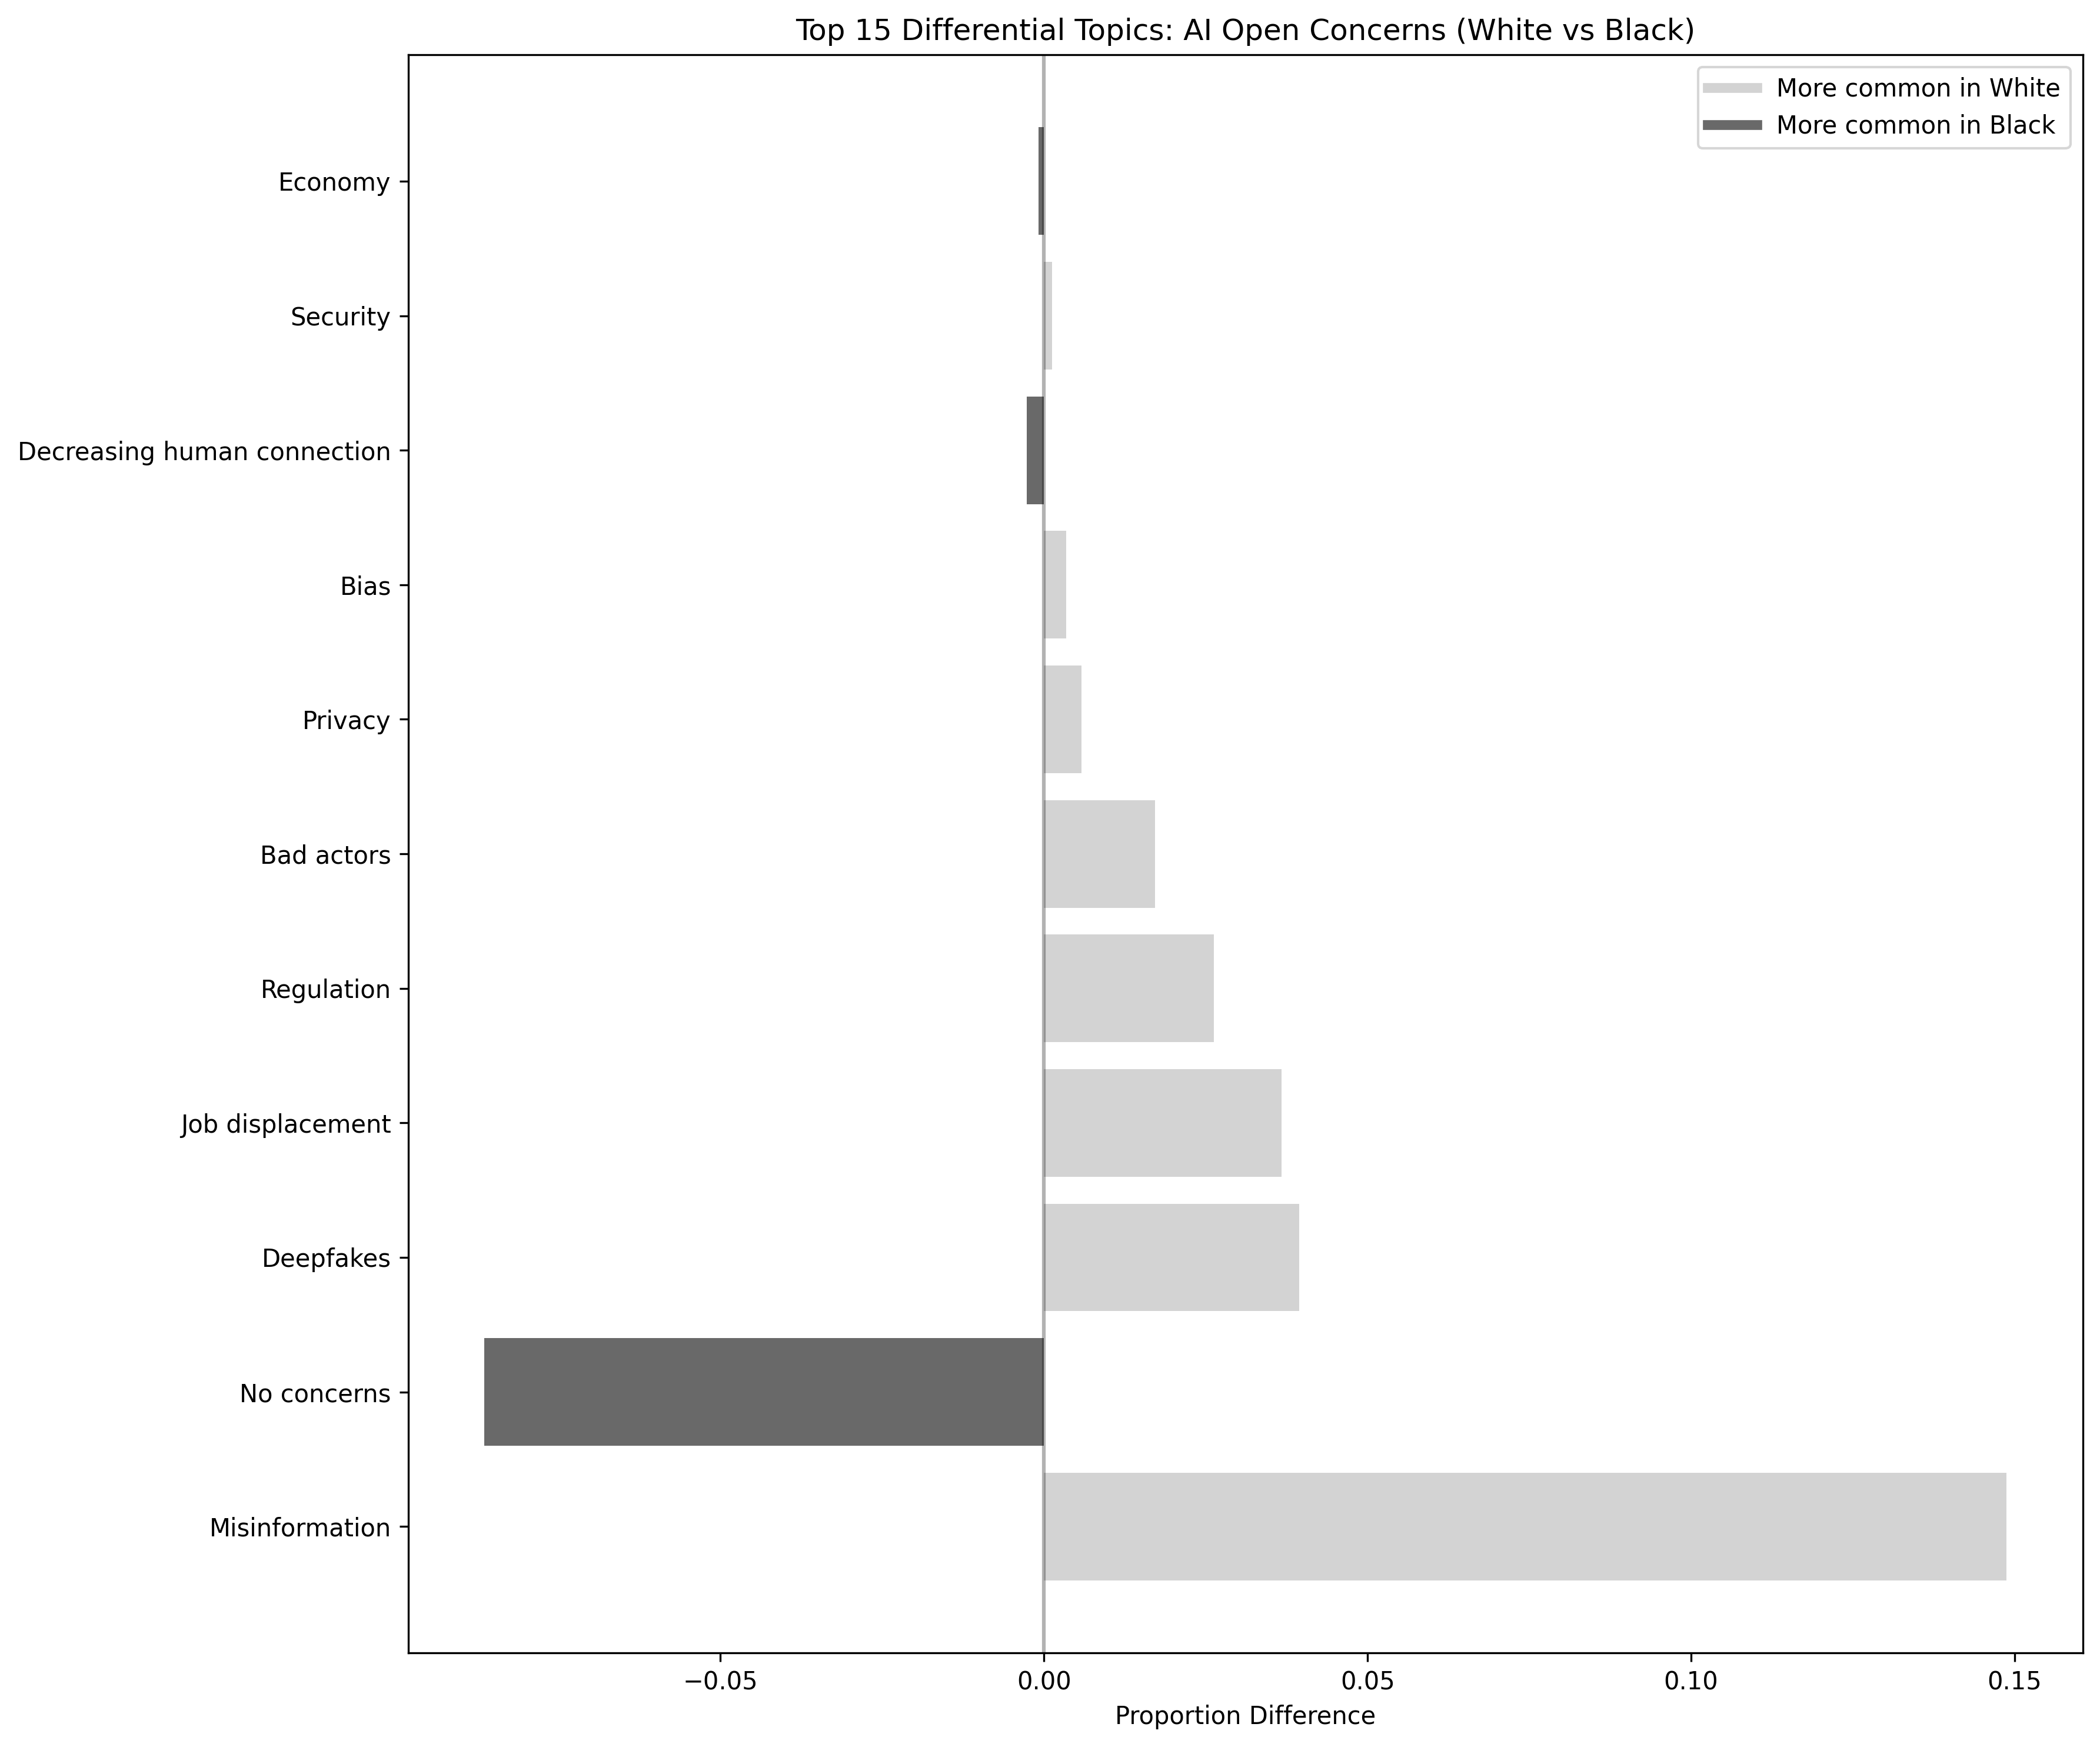 Top 15 Differential Topics: AI Open Concerns (White vs Black)
More common in White
More common in Black
Economy
Security
Decreasing human connection
Bias
Privacy
Bad actors
Regulation
Job displacement
Deepfakes
No concerns
Misinformation
−0.05 0.00 0.05 0.10 0.15
Proportion Difference